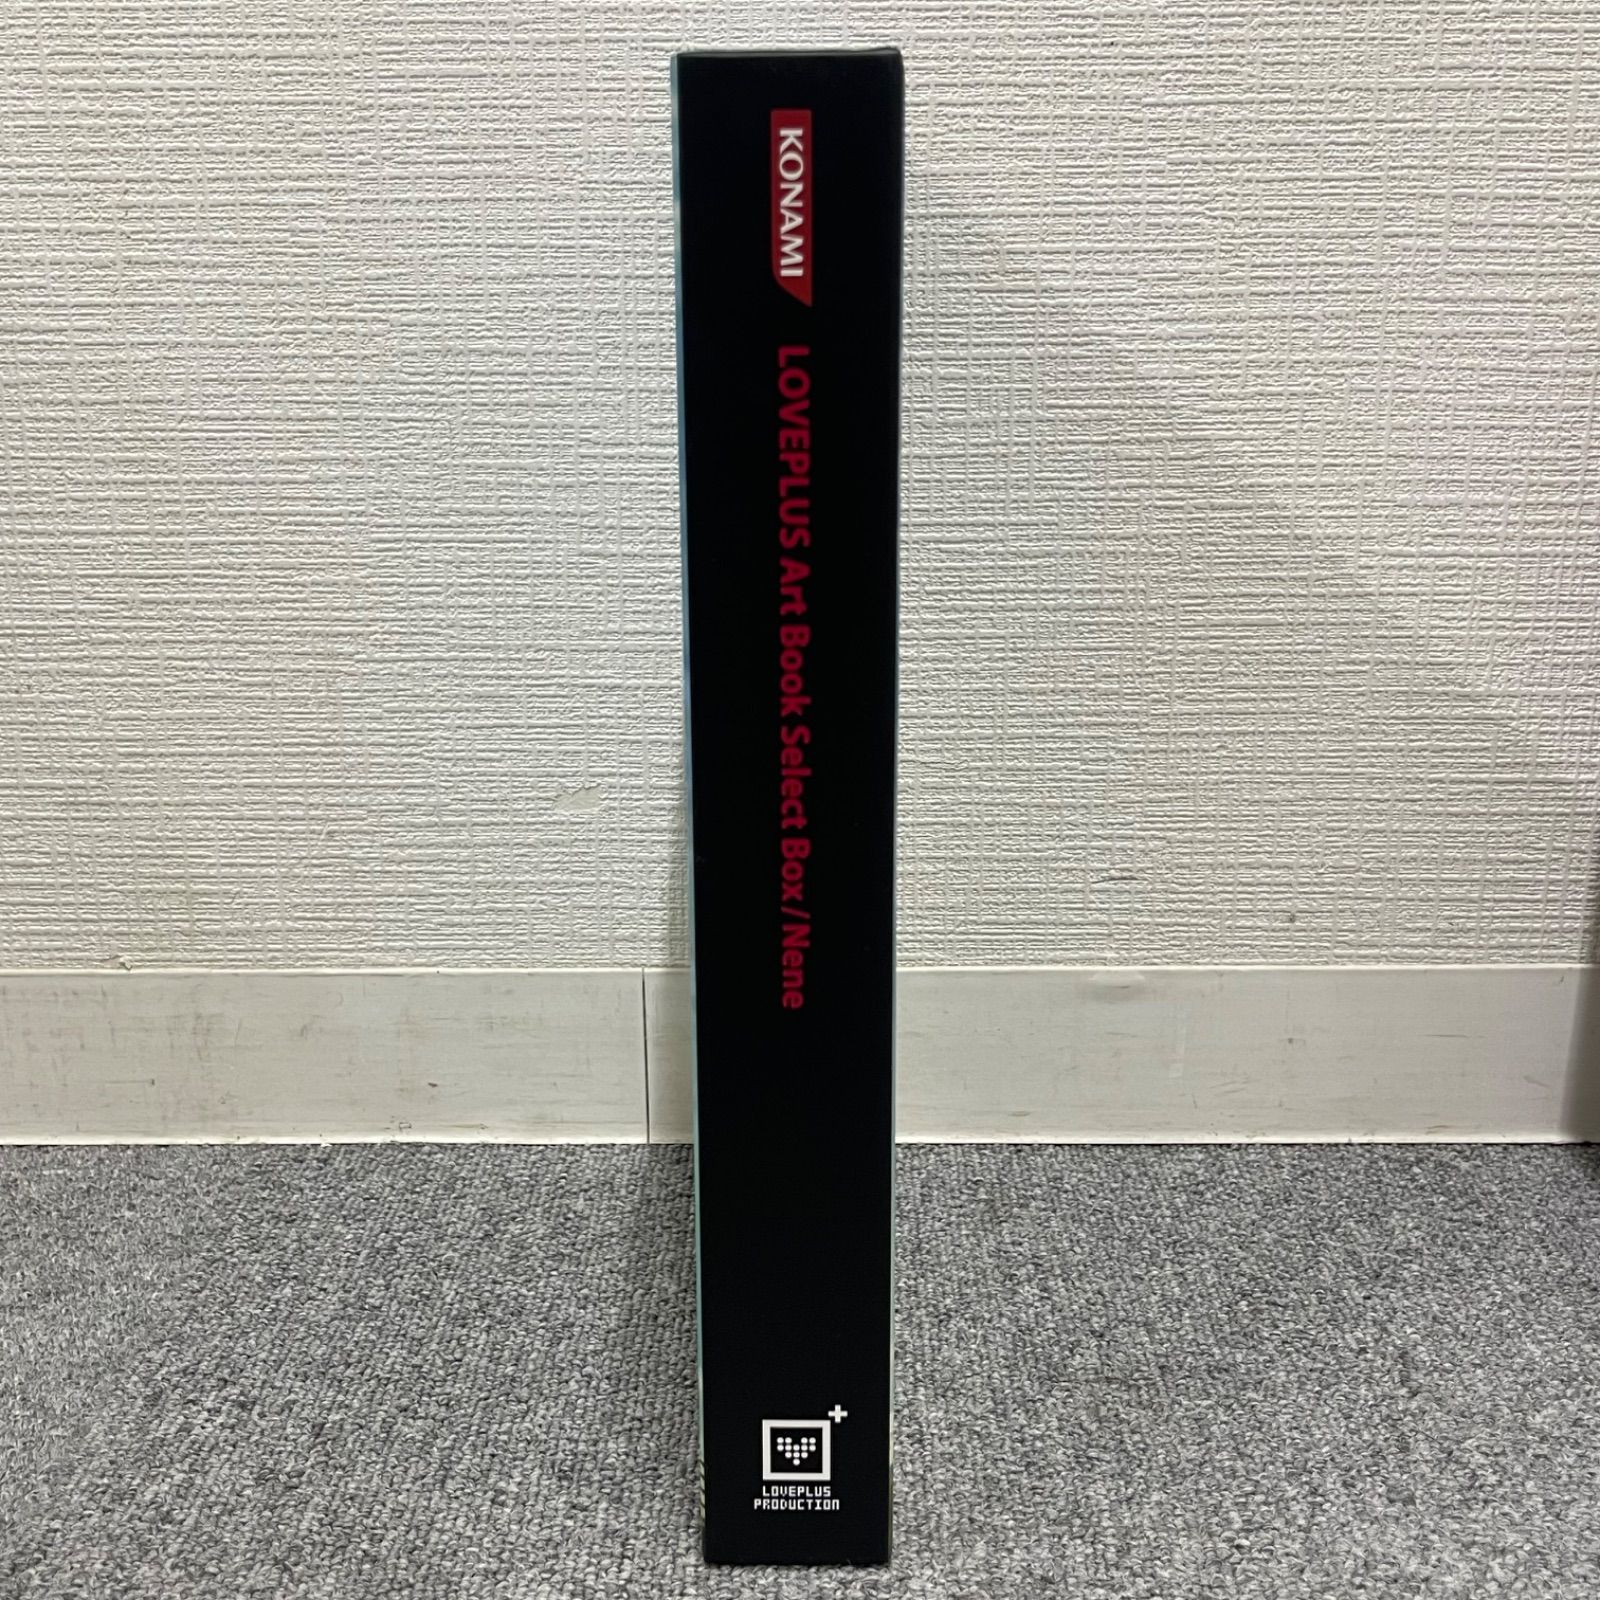 KONAMI
LOVEPLUS Art Book Select Box/Nene
LOVEPLUS
PRODUCTION